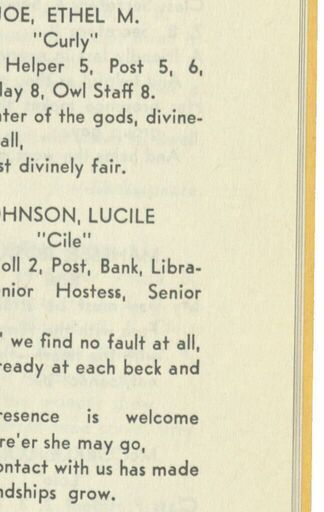 JOE, ETHEL M.
"Curly"
Helper 5, Post 5, 6,
lay 8, Owl Staff 8.
ter of the gods, divine-
all,
st divinely fair.
OHNSON, LUCILE
"Cile"
oll 2, Post, Bank, Libra-
nior Hostess, Senior
' we find no fault at all,
ready at each beck and
resence is welcome
re'er she may go,
ontact with us has made
ndships grow.